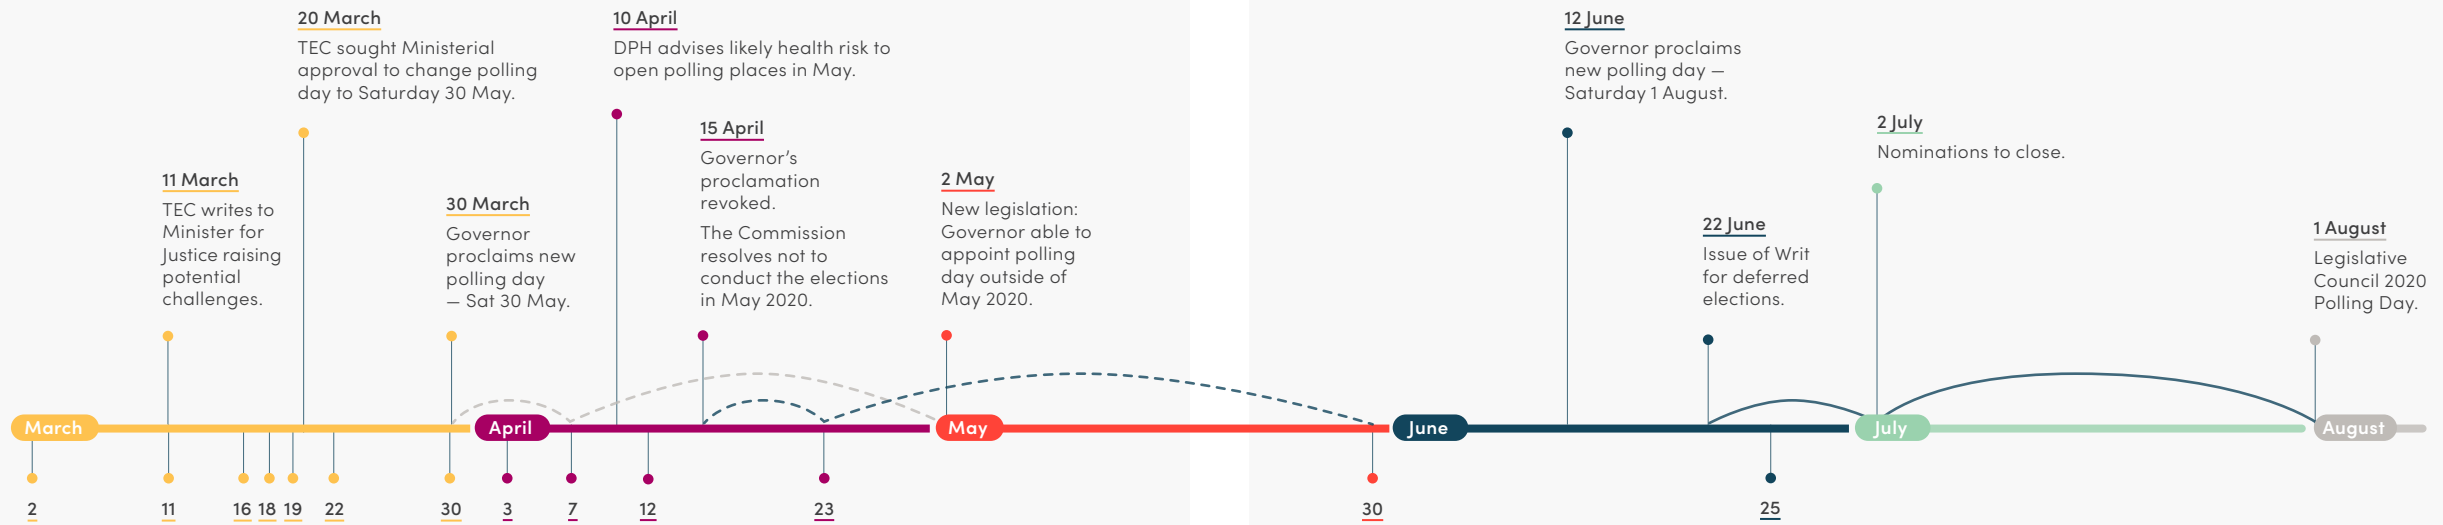 20 March
TEC sought Ministerial
approval to change polling
day to Saturday 30 May.
10 April
DPH advises likely health risk to
open polling places in May.
12 June
Governor proclaims
new polling day —
Saturday 1 August.
11 March
TEC writes to
Minister for
Justice raising
potential
challenges.
30 March
Governor
proclaims new
polling day
— Sat 30 May.
15 April
Governor’s
proclamation
revoked.
The Commission
resolves not to
conduct the elections
in May 2020.
2 May
New legislation:
Governor able to
appoint polling
day outside of
May 2020.
22 June
Issue of Writ
for deferred
elections.
2 July
Nominations to close.
1 August
Legislative
Council 2020
Polling Day.
March
April
May
June
July
August
2
11
16
18
19
22
30
3
7
12
23
30
25